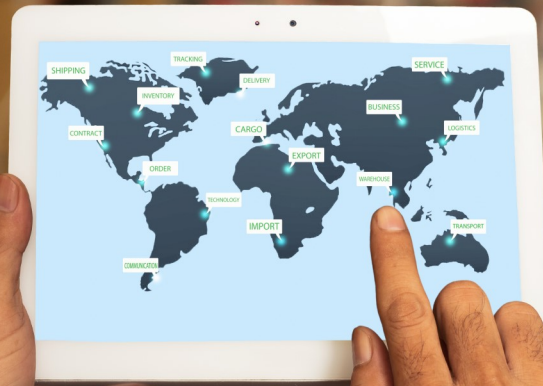 TRACKING
SERVICE
SHIPPING
DELIVERY
INVENTORY
BUSINESS
CARGO
LOGISTICS
CONTRACT
EXPORT
ORDER
WAREHOUSE
TECHNOLOGY
IMPORT
TRANSPORT
COMMUNICATION